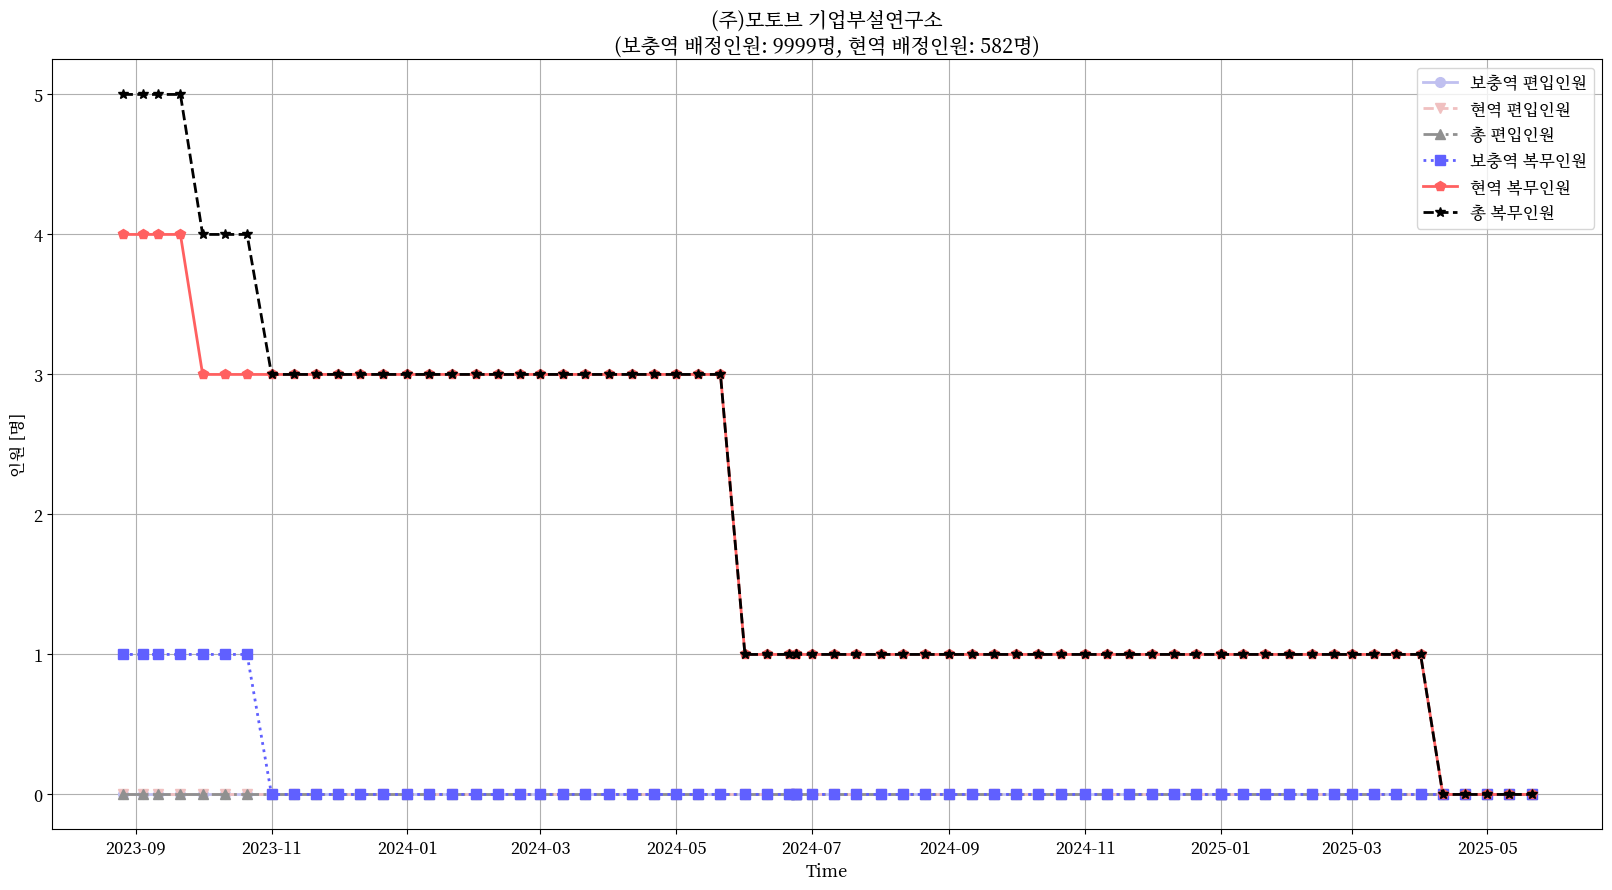 (주)모토브 기업부설연구소
(보충역 배정인원: 9999명, 현역 배정인원: 582명)
보충역 편입인원
현역 편입인원
총 편입인원
보충역 복무인원
현역 복무인원
총 복무인원
인원 [명]
5
4
3
2
1
0
2023-09 2023-11 2024-01 2024-03 2024-05 2024-07 2024-09 2024-11 2025-01 2025-03 2025-05
Time